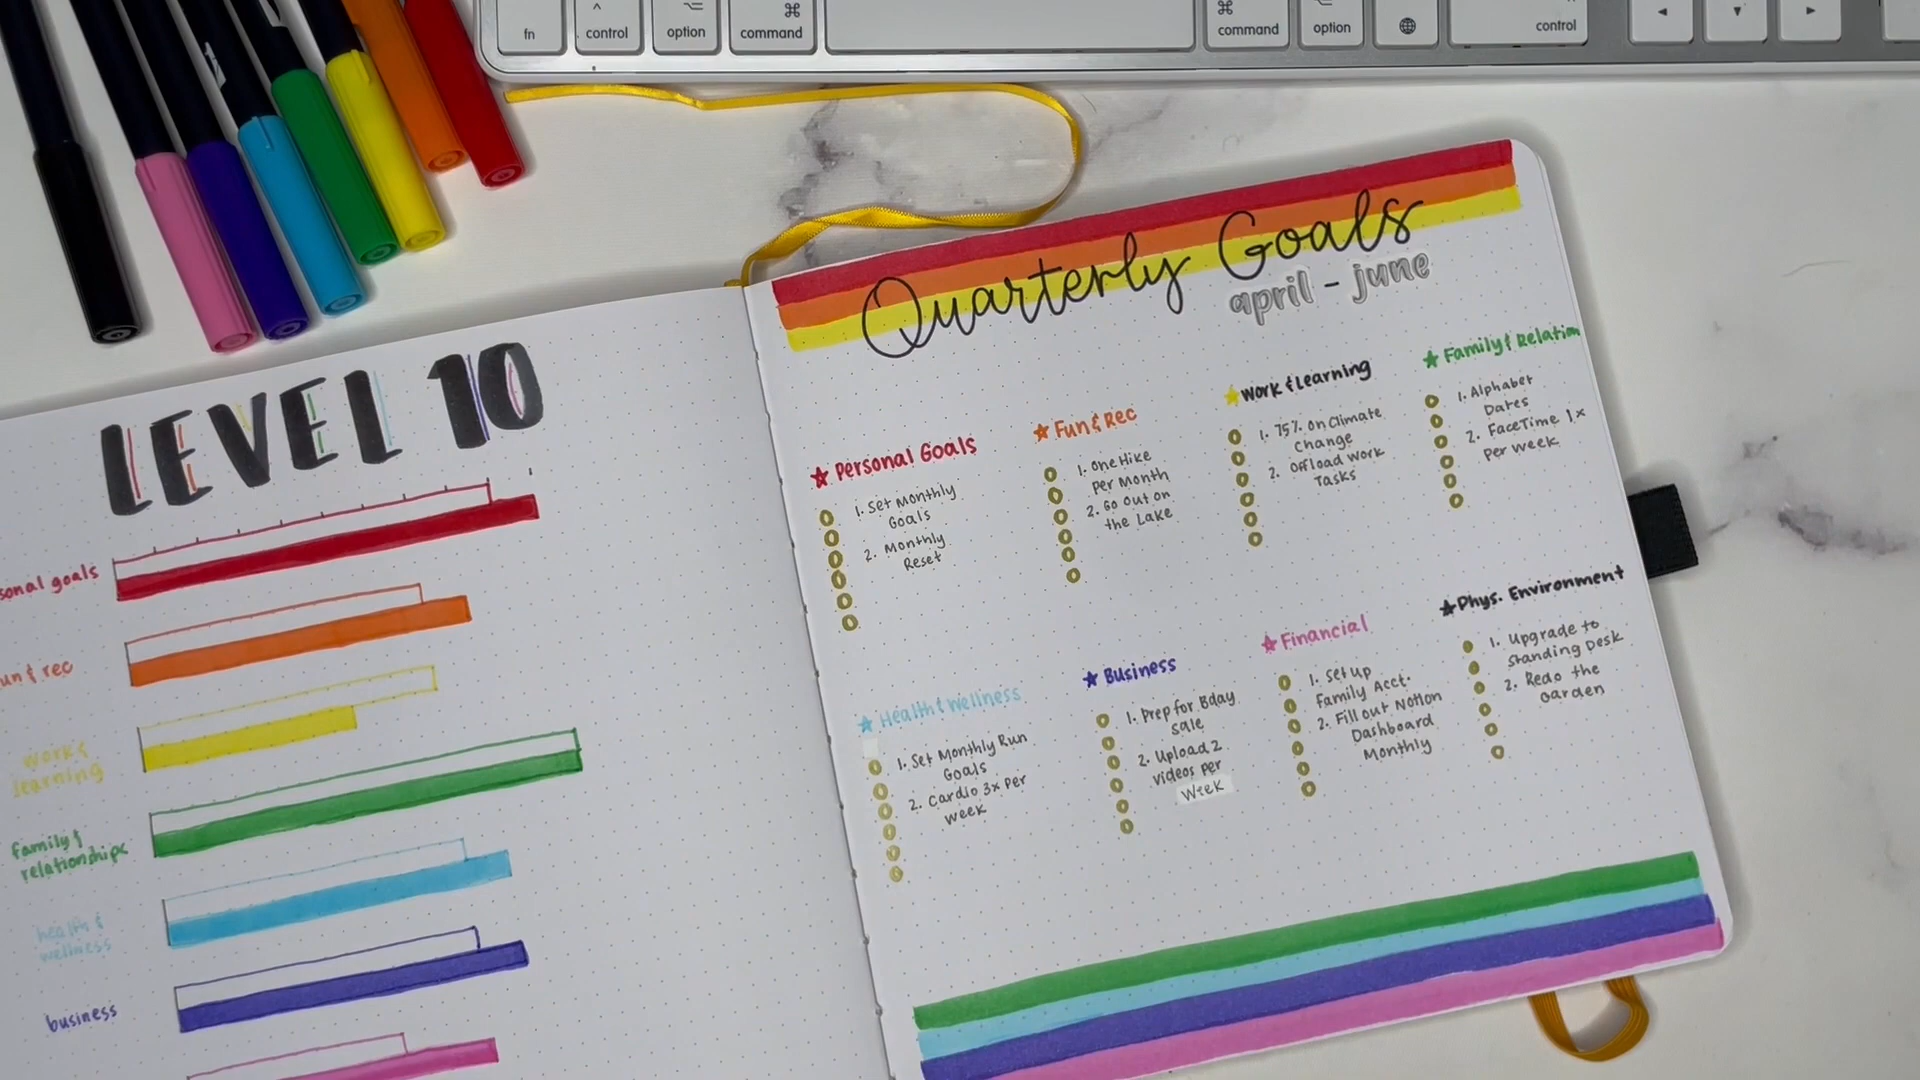 fn
control
option
command
command
option
control
LEVEL 10
sonal goals
un & rec
work &
learning
family &
relationships
health &
wellness
business
Quarterly Goals
april - june
Personal Goals
1. Set Monthly
Goals
2. Monthly
Reset
Fun & Rec
1. One Hike
Per Month
2. Go Out on
the Lake
Work & Learning
1. 75% on Climate
Change
2. Offload Work
Tasks
Family & Relation
1. Alphabet
Dates
2. FaceTime 1x
per week
Health & Wellness
1. Set Monthly Run
Goals
2. Cardio 3x Per
week
Business
1. Prep for Bday
Sale
2. Upload 2
videos per
Week
Financial
1. Set up
Family Acct.
2. Fill out Notion
Dashboard
Monthly
Phys. Environment
1. Upgrade to
Standing Desk
2. Redo the
Garden